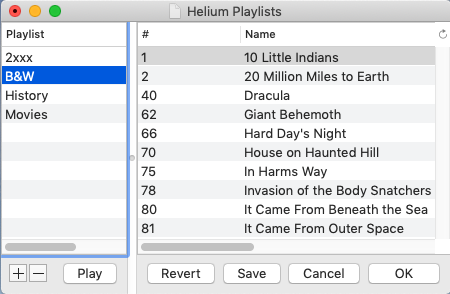 Helium Playlists
Playlist # Name
2xxx
B&W
History
Movies
1 10 Little Indians
2 20 Million Miles to Earth
40 Dracula
62 Giant Behemoth
66 Hard Day's Night
70 House on Haunted Hill
75 In Harms Way
78 Invasion of the Body Snatchers
80 It Came From Beneath the Sea
81 It Came From Outer Space
+ − Play Revert Save Cancel OK